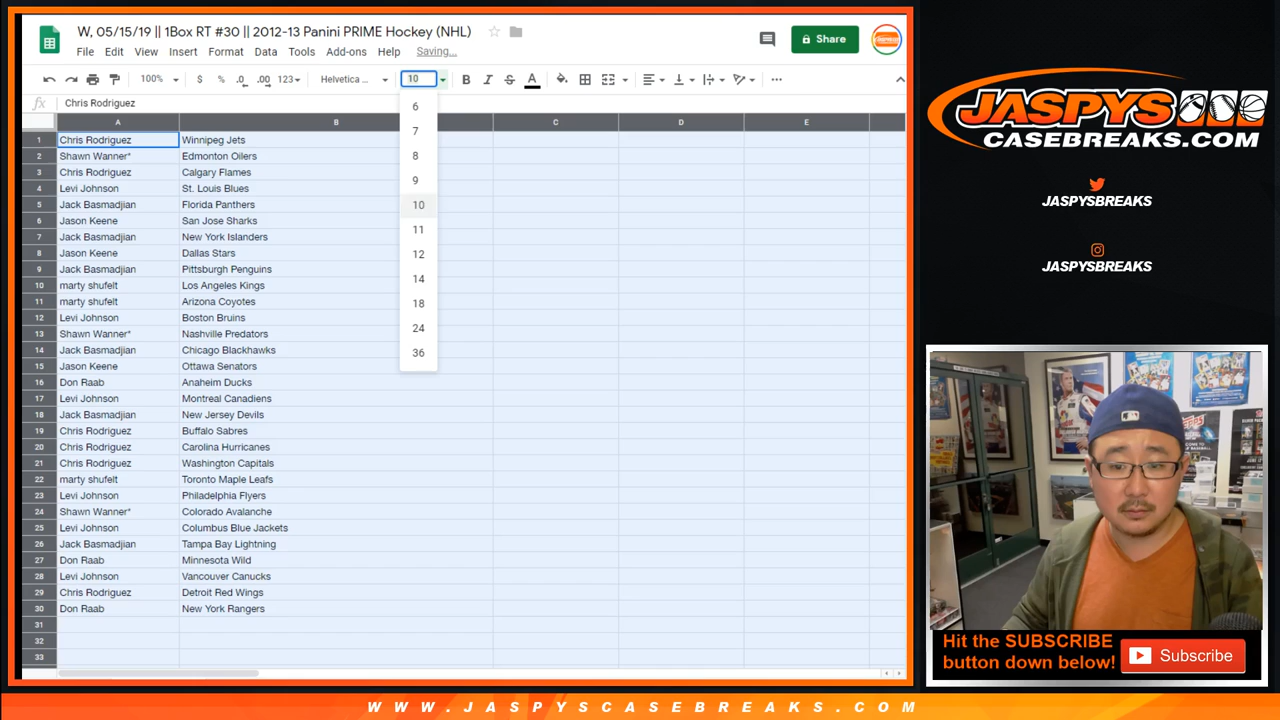 W, 05/15/19 || 1Box RT #30 || 2012-13 Panini PRIME Hockey (NHL)
File Edit View Insert Format Data Tools Add-ons Help Saving...
Share
100% $ % .0 .00 123 Helvetica ... 10 B I S A
fx Chris Rodriguez
A B C D E
1 Chris Rodriguez Winnipeg Jets
2 Shawn Wanner* Edmonton Oilers
3 Chris Rodriguez Calgary Flames
4 Levi Johnson St. Louis Blues
5 Jack Basmadjian Florida Panthers
6 Jason Keene San Jose Sharks
7 Jack Basmadjian New York Islanders
8 Jason Keene Dallas Stars
9 Jack Basmadjian Pittsburgh Penguins
10 marty shufelt Los Angeles Kings
11 marty shufelt Arizona Coyotes
12 Levi Johnson Boston Bruins
13 Shawn Wanner* Nashville Predators
14 Jack Basmadjian Chicago Blackhawks
15 Jason Keene Ottawa Senators
16 Don Raab Anaheim Ducks
17 Levi Johnson Montreal Canadiens
18 Jack Basmadjian New Jersey Devils
19 Chris Rodriguez Buffalo Sabres
20 Chris Rodriguez Carolina Hurricanes
21 Chris Rodriguez Washington Capitals
22 marty shufelt Toronto Maple Leafs
23 Levi Johnson Philadelphia Flyers
24 Shawn Wanner* Colorado Avalanche
25 Levi Johnson Columbus Blue Jackets
26 Jack Basmadjian Tampa Bay Lightning
27 Don Raab Minnesota Wild
28 Levi Johnson Vancouver Canucks
29 Chris Rodriguez Detroit Red Wings
30 Don Raab New York Rangers
31
32
33
6
7
8
9
10
11
12
14
18
24
36
JASPYS
CASEBREAKS.COM
JASPYSBREAKS
JASPYSBREAKS
Hit the SUBSCRIBE
button down below!
Subscribe
WWW.JASPYSCASEBREAKS.COM